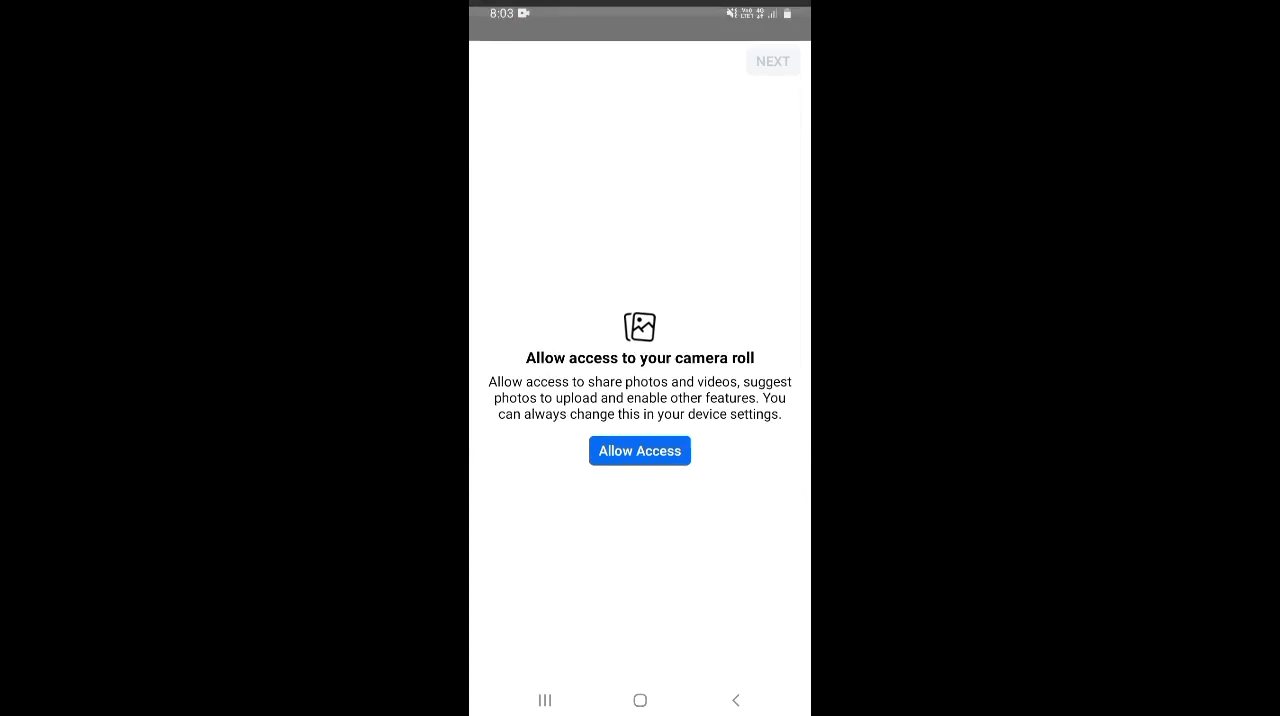 8:03
NEXT
Allow access to your camera roll
Allow access to share photos and videos, suggest
photos to upload and enable other features. You
can always change this in your device settings.
Allow Access